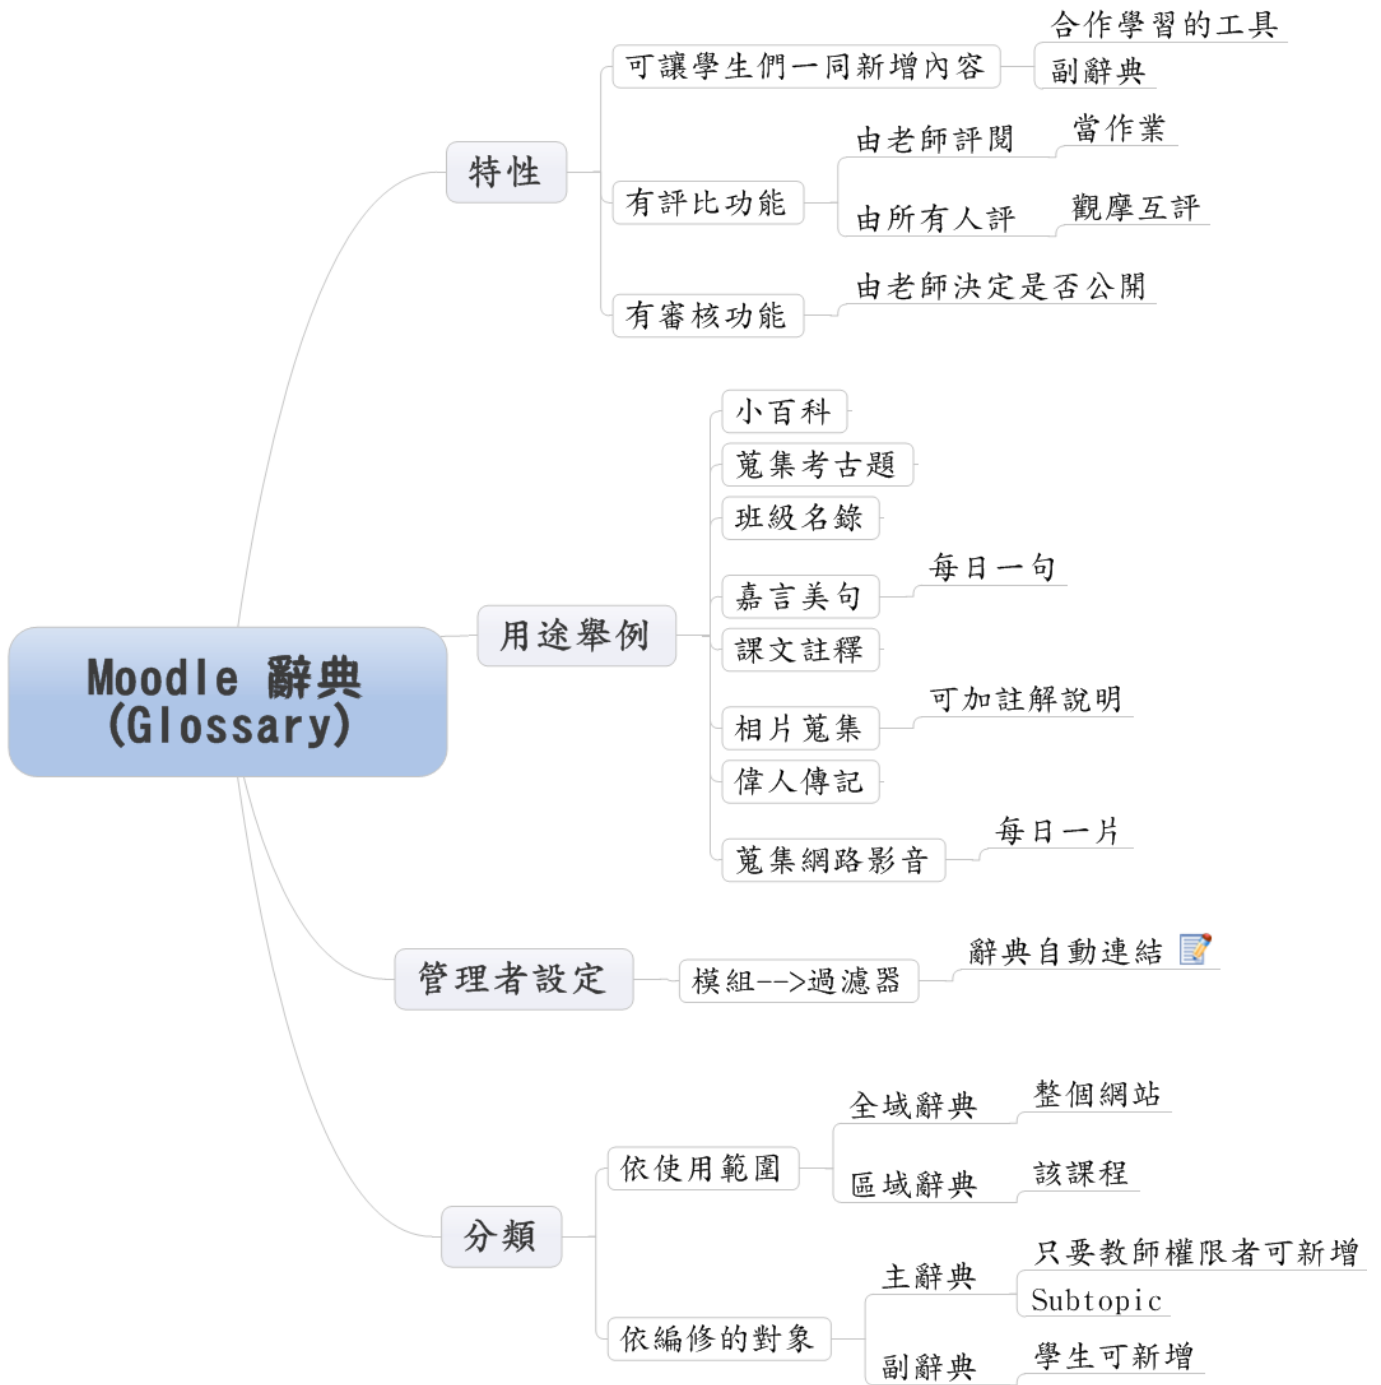 Moodle 辭典
(Glossary)
特性
可讓學生們一同新增內容
合作學習的工具
副辭典
有評比功能
由老師評閱
當作業
由所有人評
觀摩互評
有審核功能
由老師決定是否公開
用途舉例
小百科
蒐集考古題
班級名錄
嘉言美句
每日一句
課文註釋
相片蒐集
可加註解說明
偉人傳記
蒐集網路影音
每日一片
管理者設定
模組-->過濾器
辭典自動連結
分類
依使用範圍
全域辭典
整個網站
區域辭典
該課程
依編修的對象
主辭典
只要教師權限者可新增
Subtopic
副辭典
學生可新增